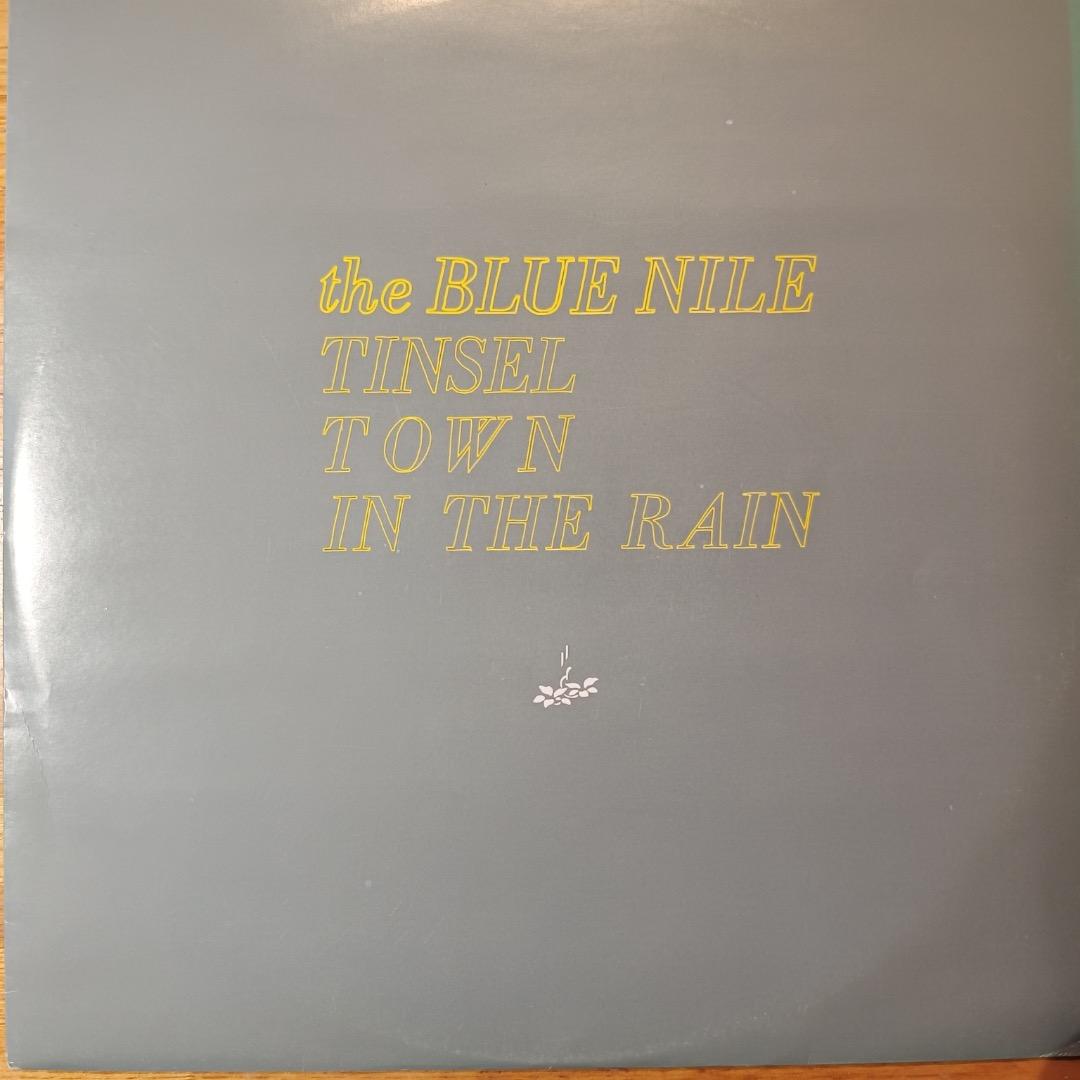 the BLUE NILE
TINSEL
TOWN
IN THE RAIN